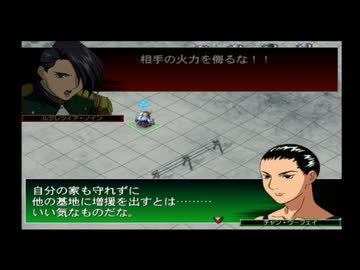 相手の火力を侮るな！！
ルクレツィア・ノイン
自分の家も守れずに
他の基地に増援を出すとは………
いい気なものだな。
チャン・ウーフェイ